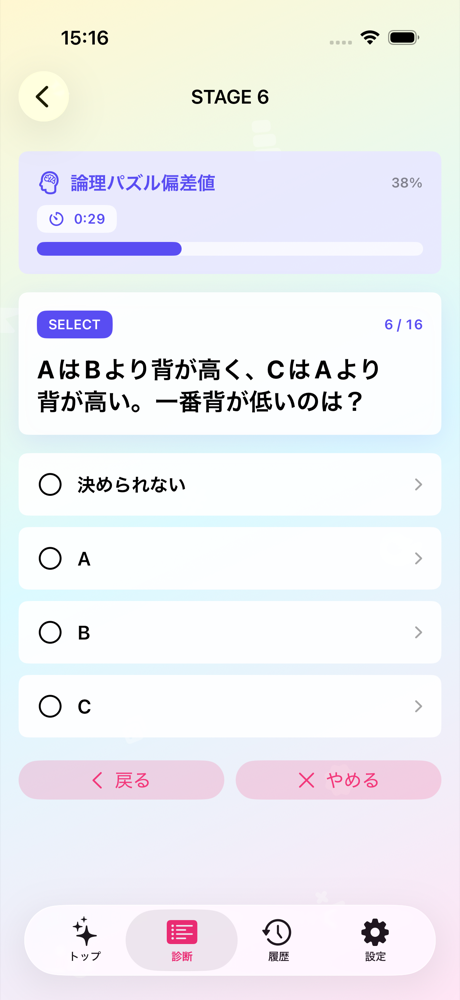 15:16
STAGE 6
論理パズル偏差値
38%
0:29
SELECT
6 / 16
AはBより背が高く、CはAより
背が高い。一番背が低いのは？
決められない
A
B
C
戻る
やめる
トップ
診断
履歴
設定